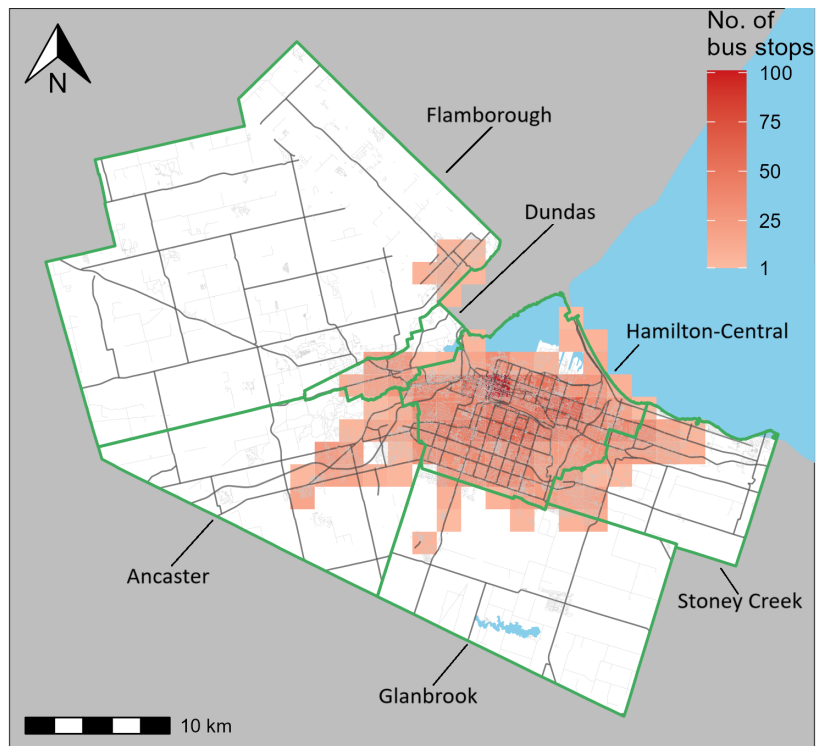 No. of
bus stops
100
75
50
25
1
N
Flamborough
Dundas
Hamilton-Central
Ancaster
Stoney Creek
Glanbrook
10 km